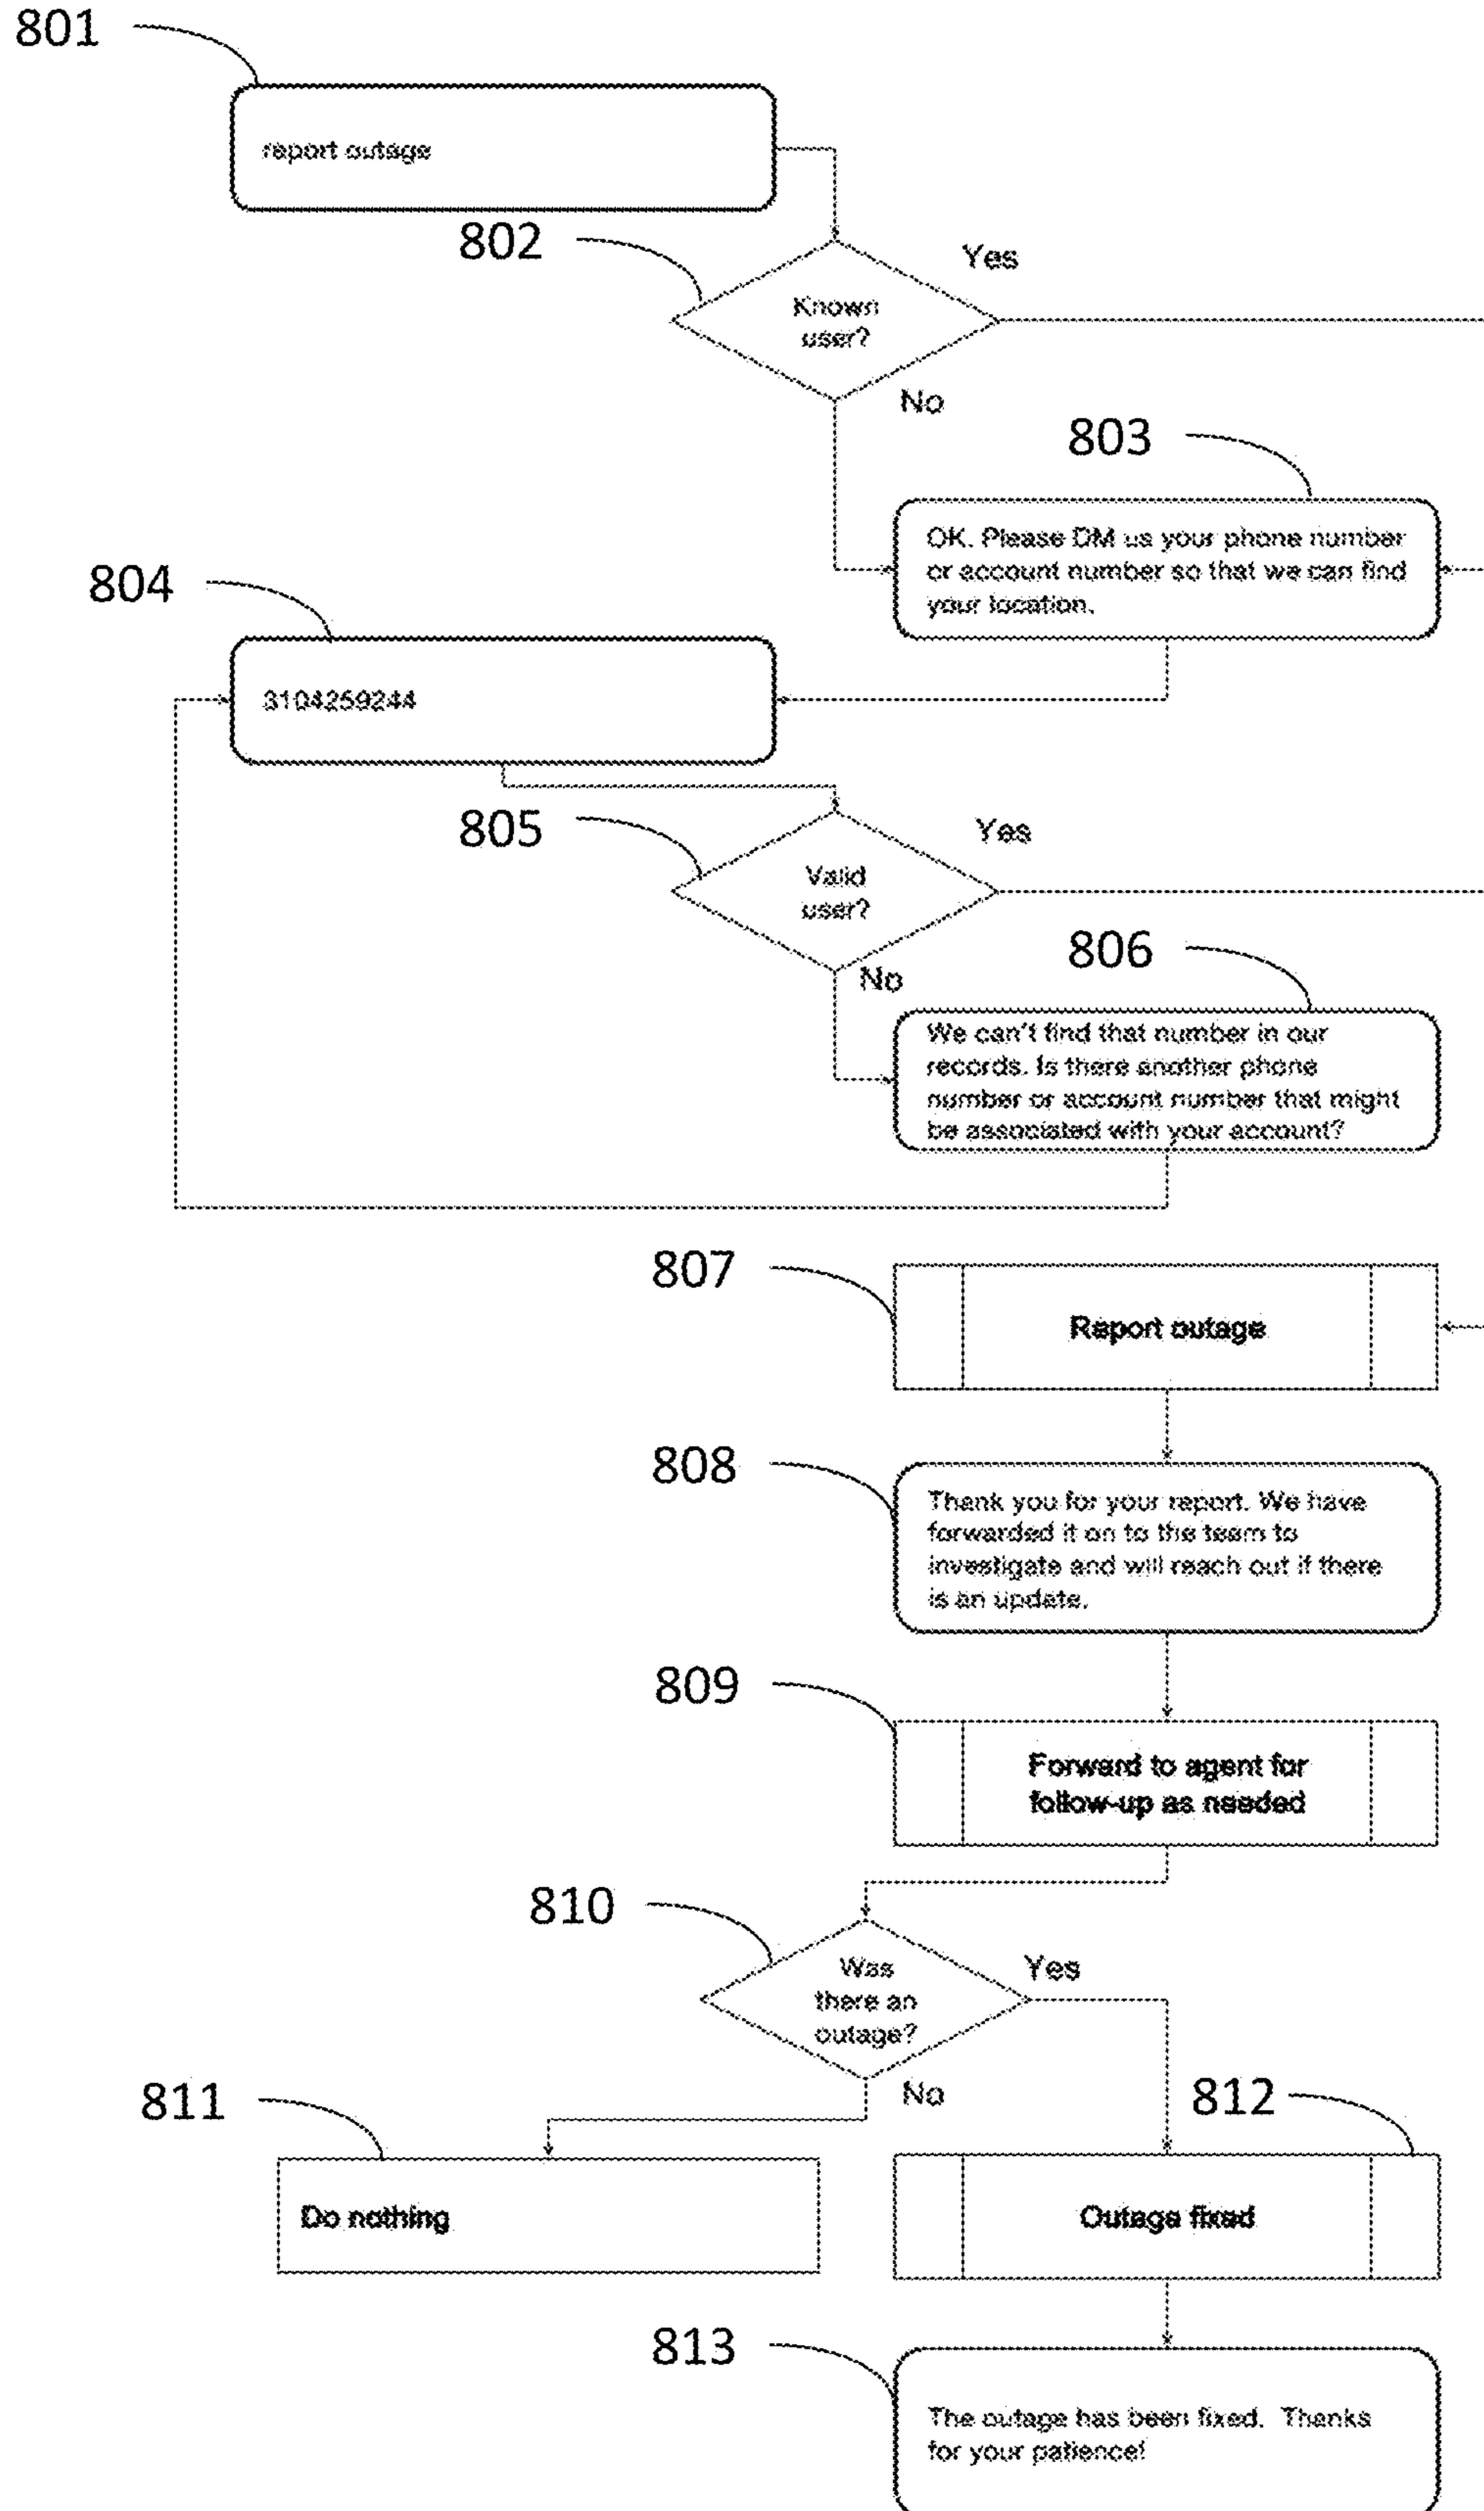 801
report outage
802
Yes
Known
user?
No
803
OK. Please DM us your phone number
or account number so that we can find
your location.
804
3104259244
805
Yes
Valid
user?
No
806
We can't find that number in our
records. Is there another phone
number or account number that might
be associated with your account?
807
Report outage
808
Thank you for your report. We have
forwarded it on to the team to
investigate and will reach out if there
is an update.
809
Forward to agent for
follow-up as needed
810
Was
there an
outage?
Yes
No
811
812
Do nothing
Outage fixed
813
The outage has been fixed. Thanks
for your patience!